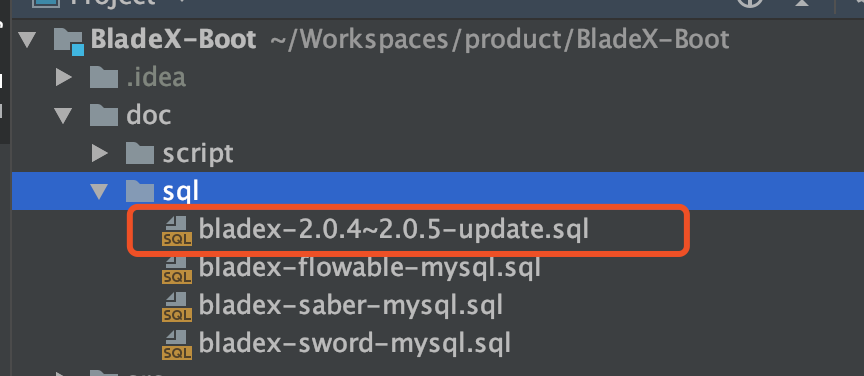 Project
BladeX-Boot ~/Workspaces/product/BladeX-Boot
.idea
doc
script
sql
SQL bladex-2.0.4~2.0.5-update.sql
SQL bladex-flowable-mysql.sql
SQL bladex-saber-mysql.sql
SQL bladex-sword-mysql.sql